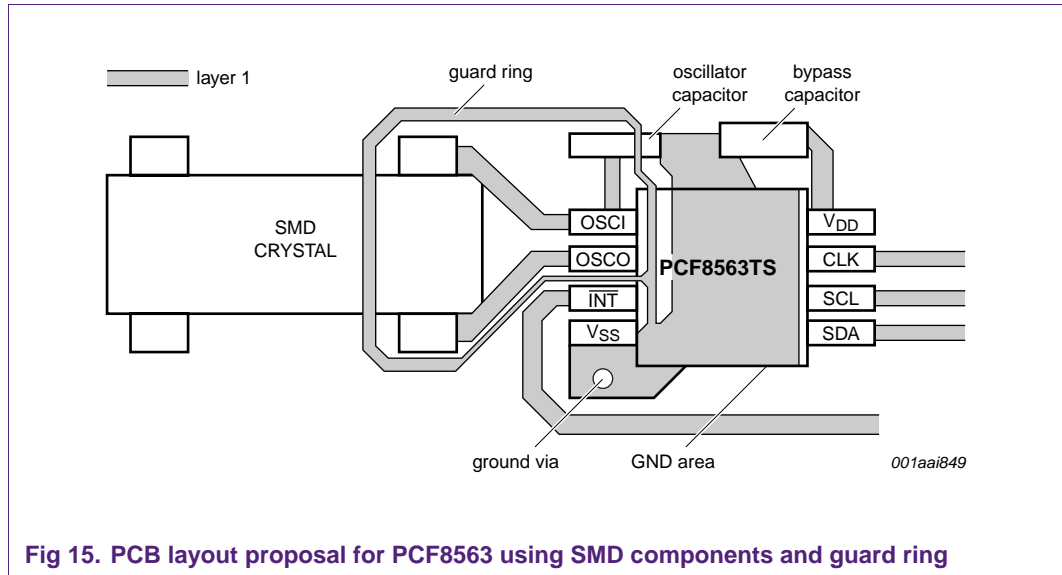 layer 1
guard ring
oscillator
capacitor
bypass
capacitor
SMD
CRYSTAL
OSCI
OSCO
INT
VSS
PCF8563TS
VDD
CLK
SCL
SDA
ground via
GND area
001aai849
Fig 15. PCB layout proposal for PCF8563 using SMD components and guard ring